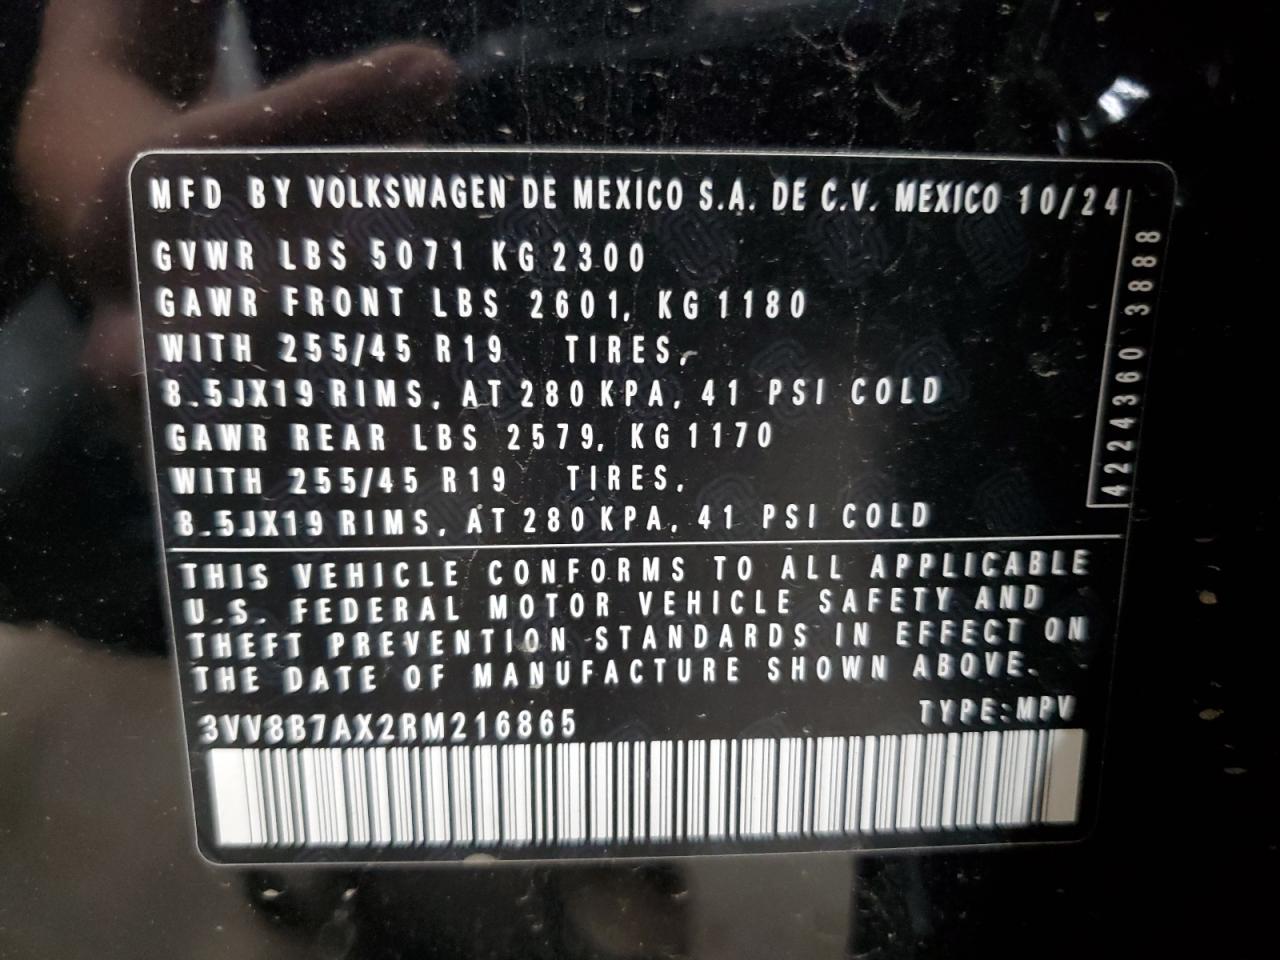 MFD BY VOLKSWAGEN DE MEXICO S.A. DE C.V. MEXICO 10/24
GVWR LBS 5071 KG 2300
GAWR FRONT LBS 2601, KG 1180
WITH 255/45 R19 TIRES,
8.5JX19 RIMS, AT 280 KPA, 41 PSI COLD
GAWR REAR LBS 2579, KG 1170
WITH 255/45 R19 TIRES,
8.5JX19 RIMS, AT 280 KPA, 41 PSI COLD
4224360 3888
THIS VEHICLE CONFORMS TO ALL APPLICABLE
U.S. FEDERAL MOTOR VEHICLE SAFETY AND
THEFT PREVENTION STANDARDS IN EFFECT ON
THE DATE OF MANUFACTURE SHOWN ABOVE.
3VV8B7AX2RM216865 TYPE:MPV